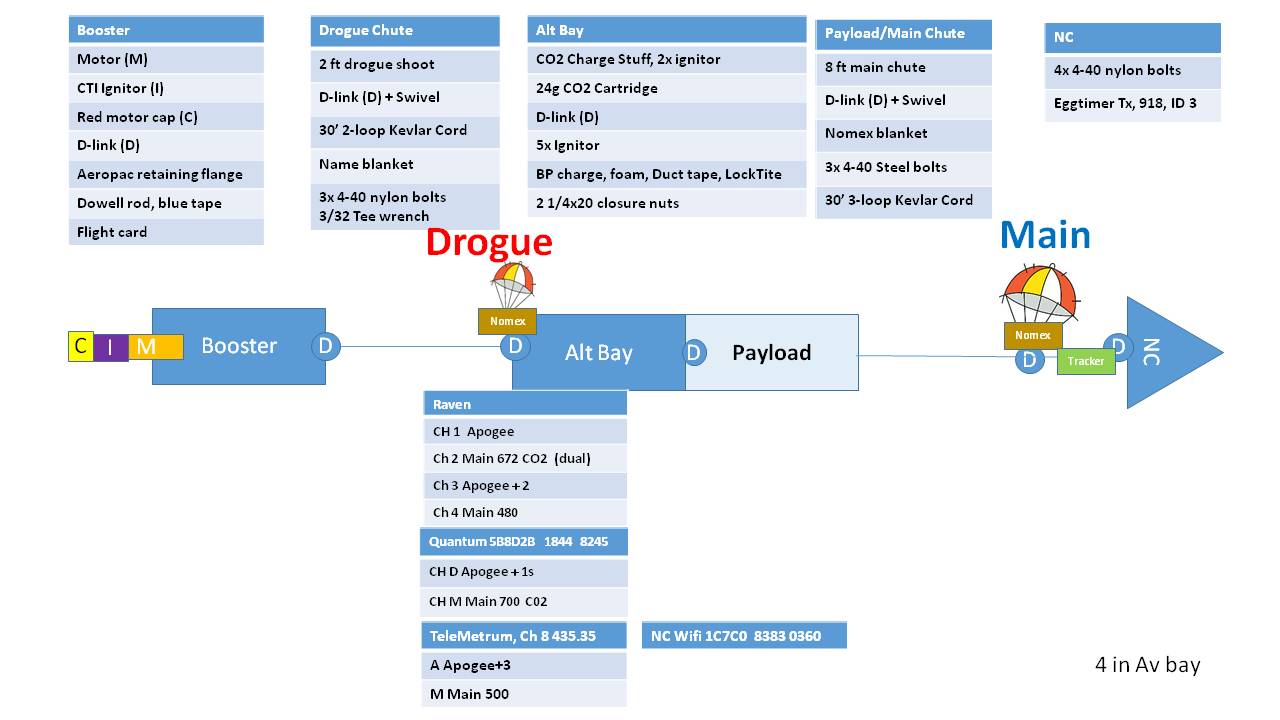 Booster
Motor (M)
CTI Ignitor (I)
Red motor cap (C)
D-link (D)
Aeropac retaining flange
Dowell rod, blue tape
Flight card
Drogue Chute
2 ft drogue shoot
D-link (D) + Swivel
30’ 2-loop Kevlar Cord
Name blanket
3x 4-40 nylon bolts
3/32 Tee wrench
Alt Bay
CO2 Charge Stuff, 2x ignitor
24g CO2 Cartridge
D-link (D)
5x Ignitor
BP charge, foam, Duct tape, LockTite
2 1/4x20 closure nuts
Payload/Main Chute
8 ft main chute
D-link (D) + Swivel
Nomex blanket
3x 4-40 Steel bolts
30’ 3-loop Kevlar Cord
NC
4x 4-40 nylon bolts
Eggtimer Tx, 918, ID 3
Drogue
Main
Nomex
Nomex
C I M Booster D
D Alt Bay D Payload
D Tracker D NC
Raven
CH 1 Apogee
Ch 2 Main 672 CO2 (dual)
Ch 3 Apogee + 2
Ch 4 Main 480
Quantum 5B8D2B 1844 8245
CH D Apogee + 1s
CH M Main 700 C02
TeleMetrum, Ch 8 435.35
A Apogee+3
M Main 500
NC Wifi 1C7C0 8383 0360
4 in Av bay